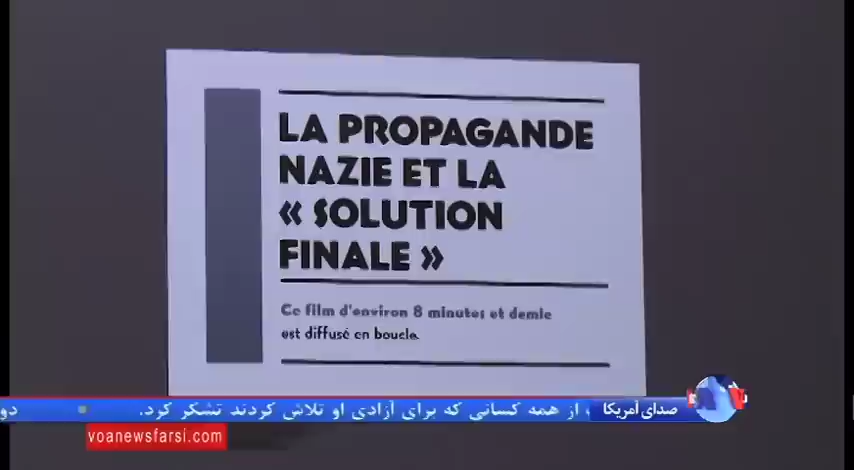 LA PROPAGANDE
NAZIE ET LA
« SOLUTION
FINALE »
Ce film d'environ 8 minutes et demie
est diffusé en boucle.
صدای آمریکا
از همه کسانی که برای آزادی او تلاش کردند تشکر کرد.
voanewsfarsi.com